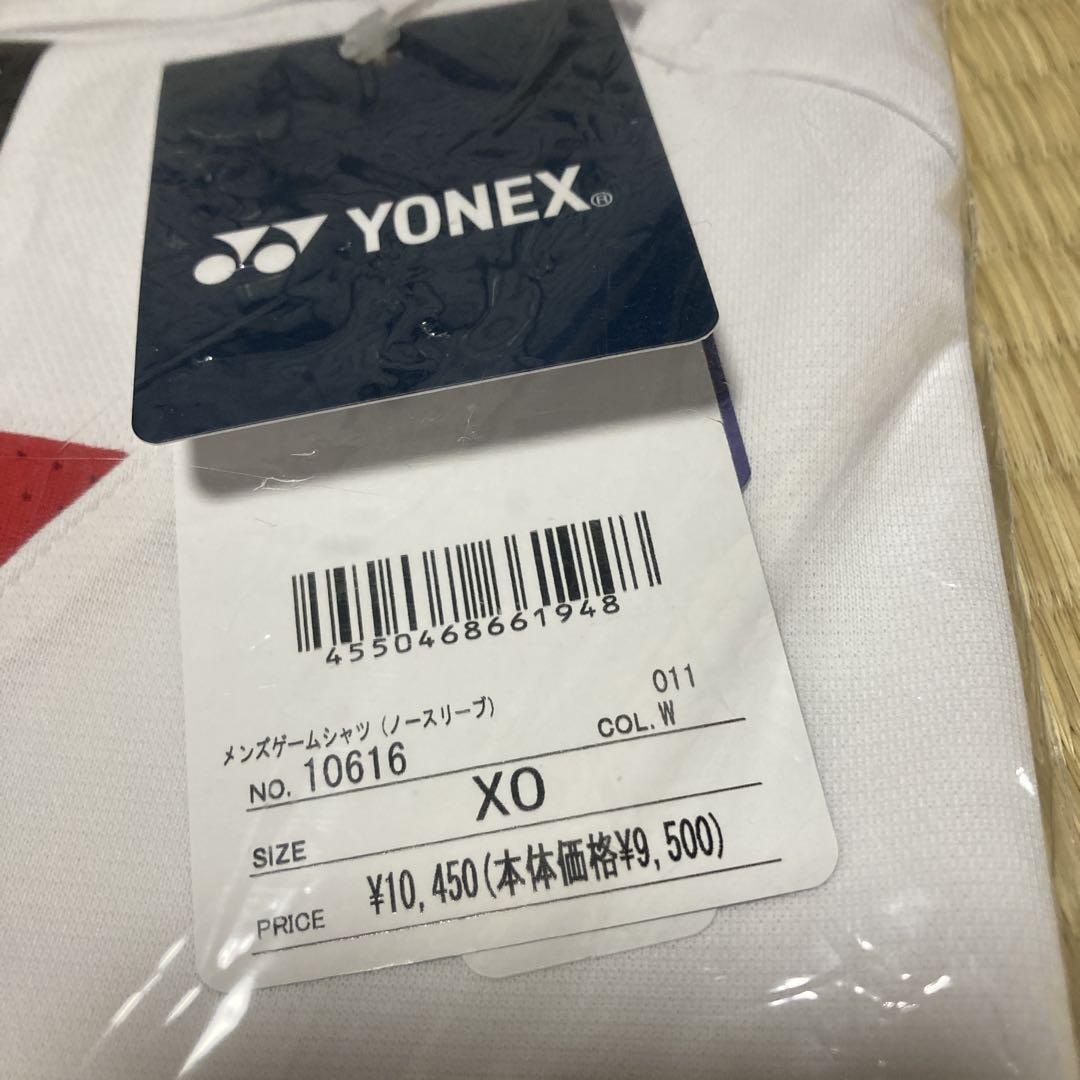 YONEX®
4550468661948
メンズゲームシャツ (ノースリーブ)
011
NO. 10616 COL. W
SIZE XO
PRICE ¥10,450(本体価格¥9,500)